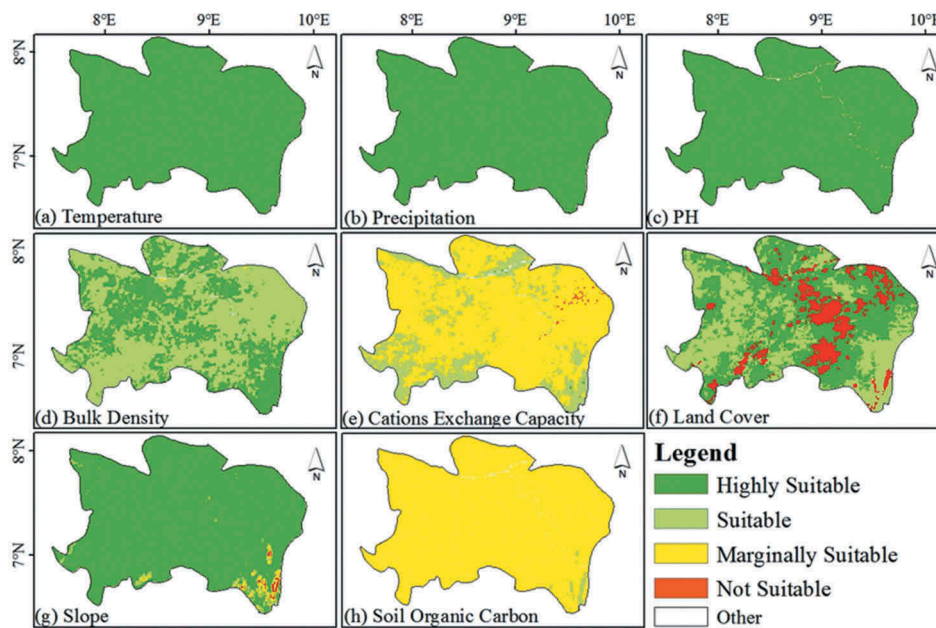 8°E 9°E 10°E 8°E 9°E 10°E 8°E 9°E 10°E
8°N
7°N
N
(a) Temperature
N
(b) Precipitation
N
(c) PH
8°N
7°N
N
(d) Bulk Density
N
(e) Cations Exchange Capacity
N
(f) Land Cover
8°N
7°N
N
(g) Slope
N
(h) Soil Organic Carbon
Legend
Highly Suitable
Suitable
Marginally Suitable
Not Suitable
Other